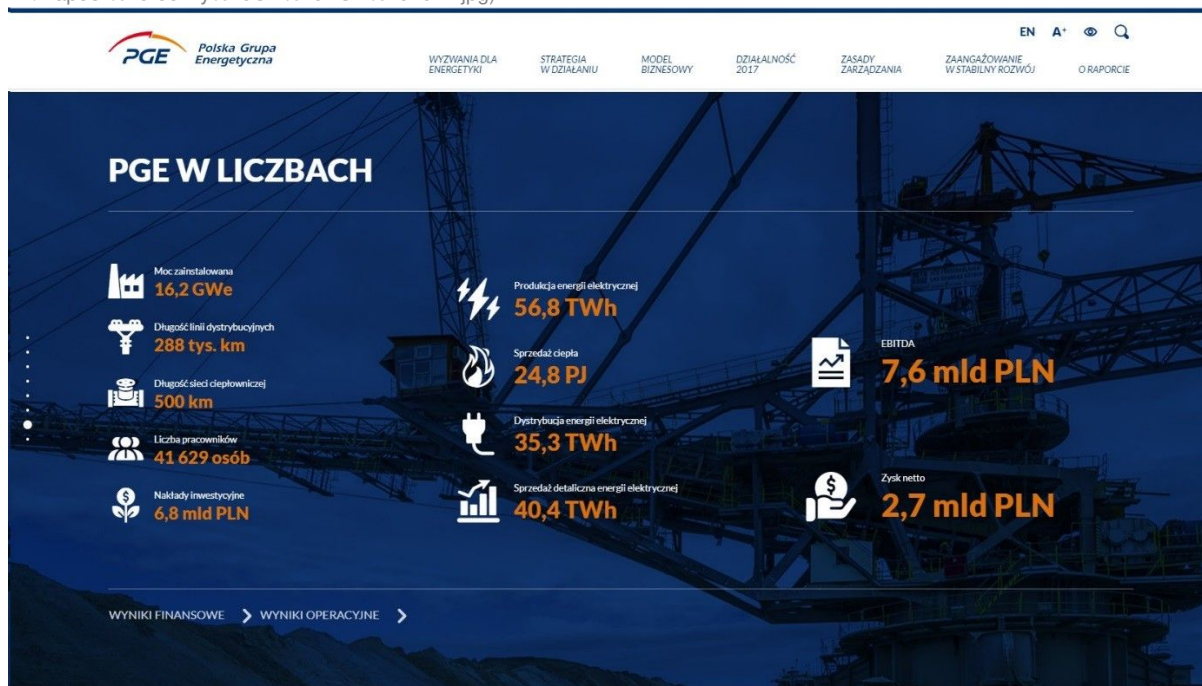 EN A+
PGE Polska Grupa
Energetyczna
WYZWANIA DLA
ENERGETYKI
STRATEGIA
W DZIAŁANIU
MODEL
BIZNESOWY
DZIAŁALNOŚĆ
2017
ZASADY
ZARZĄDZANIA
ZAANGAŻOWANIE
W STABILNY ROZWÓJ
O RAPORCIE
PGE W LICZBACH
Moc zainstalowana
16,2 GWe
Długość linii dystrybucyjnych
288 tys. km
Długość sieci ciepłowniczej
500 km
Liczba pracowników
41 629 osób
Nakłady inwestycyjne
6,8 mld PLN
Produkcja energii elektrycznej
56,8 TWh
Sprzedaż ciepła
24,8 PJ
Dystrybucja energii elektrycznej
35,3 TWh
Sprzedaż detaliczna energii elektrycznej
40,4 TWh
EBITDA
7,6 mld PLN
Zysk netto
2,7 mld PLN
WYNIKI FINANSOWE
WYNIKI OPERACYJNE